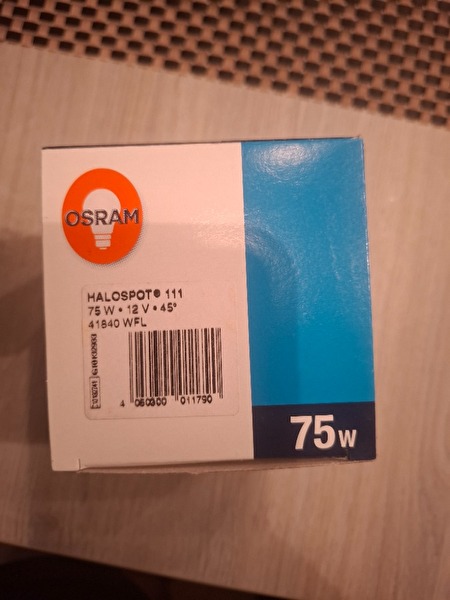 OSRAM
HALOSPOT® 111
75 W • 12 V • 45°
41840 WFL
4 050300 011790
75W